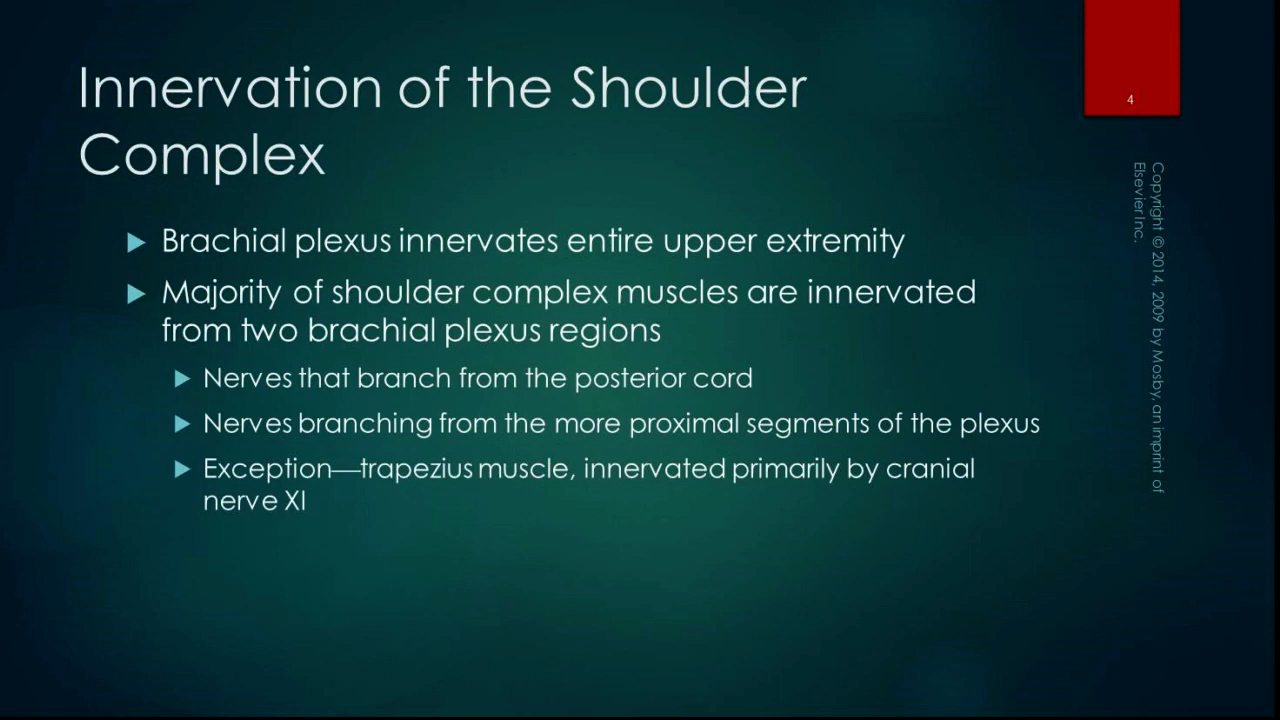 Innervation of the Shoulder
Complex
Brachial plexus innervates entire upper extremity
Majority of shoulder complex muscles are innervated
from two brachial plexus regions
Nerves that branch from the posterior cord
Nerves branching from the more proximal segments of the plexus
Exception—trapezius muscle, innervated primarily by cranial
nerve XI
4
Copyright © 2014, 2009 by Mosby, an imprint of
Elsevier Inc.